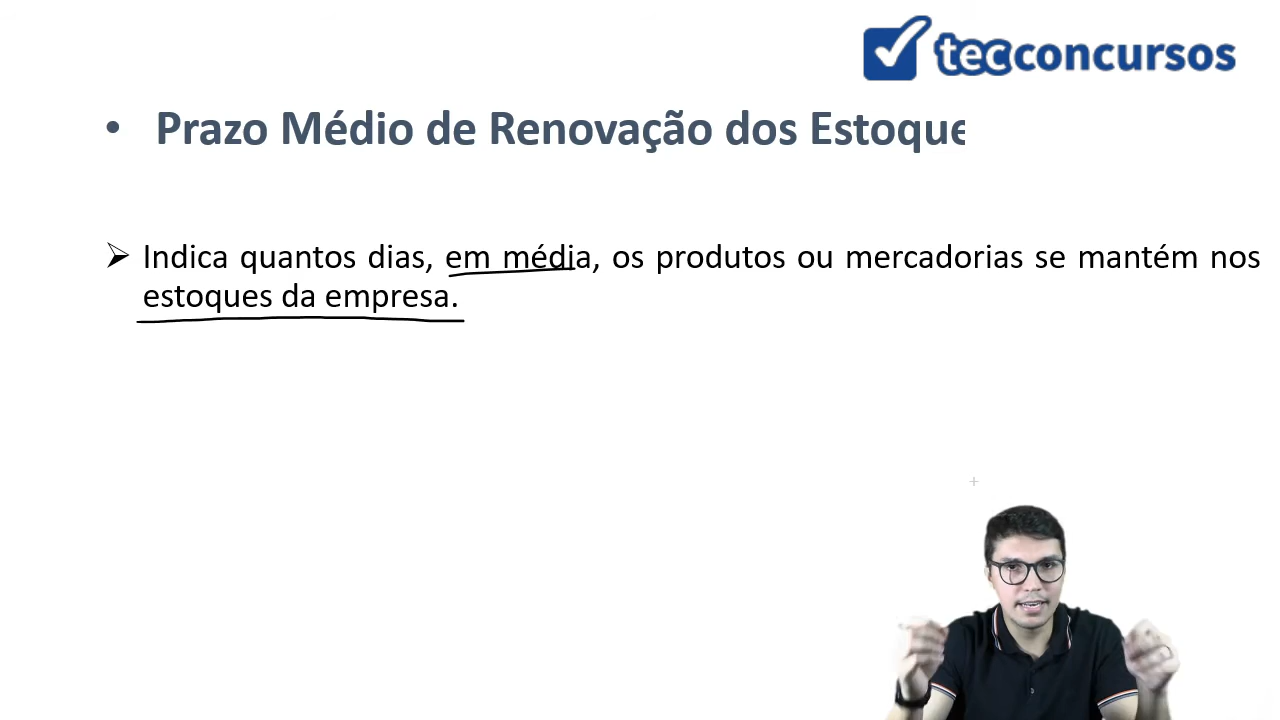 tecconcursos
• Prazo Médio de Renovação dos Estoque
➢ Indica quantos dias, em média, os produtos ou mercadorias se mantém nos
estoques da empresa.